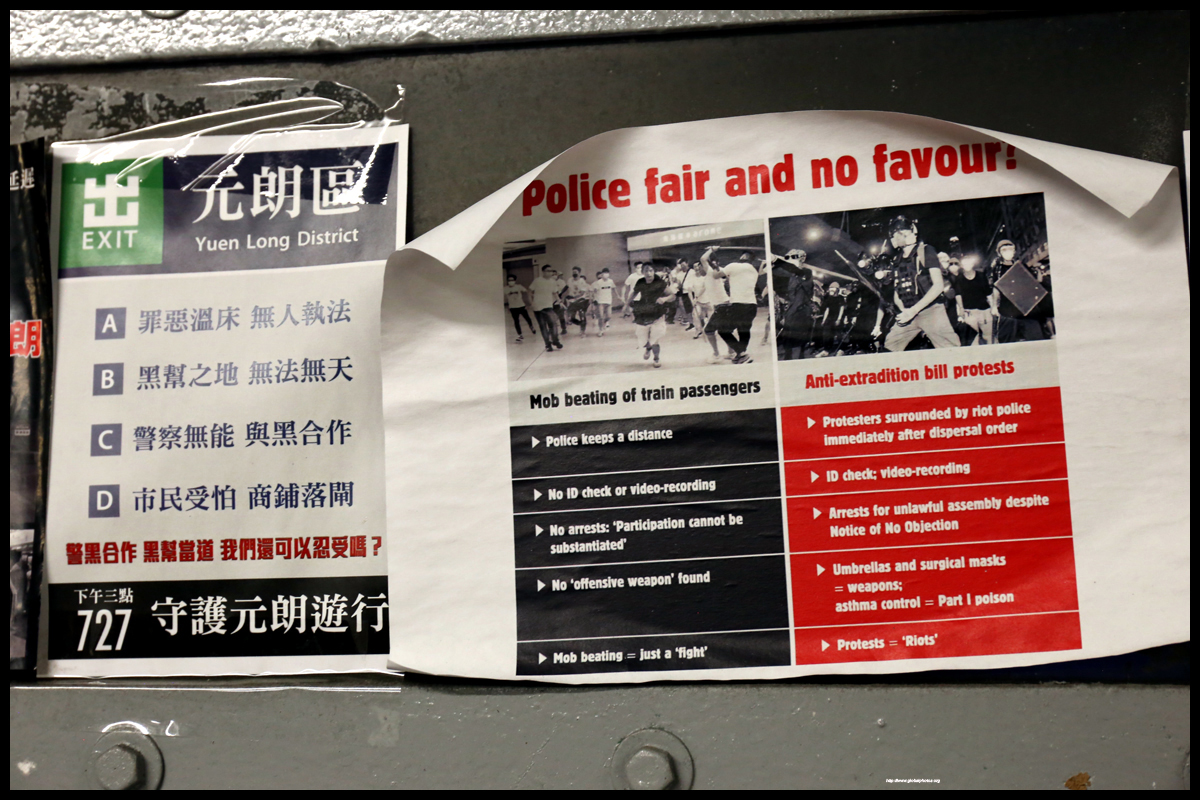 延遲
朗
出
EXIT
元朗區
Yuen Long District
A 罪惡溫床 無人執法
B 黑幫之地 無法無天
C 警察無能 與黑合作
D 市民受怕 商鋪落閘
警黑合作 黑幫當道 我們還可以忍受嗎？
下午三點
727 守護元朗遊行
Police fair and no favour!
Mob beating of train passengers
Police keeps a distance
No ID check or video-recording
No arrests: ‘Participation cannot be
substantiated’
No ‘offensive weapon’ found
Mob beating = just a ‘fight’
Anti-extradition bill protests
Protesters surrounded by riot police
immediately after dispersal order
ID check; video-recording
Arrests for unlawful assembly despite
Notice of No Objection
Umbrellas and surgical masks
= weapons;
asthma control = Part I poison
Protests = ‘Riots’
http://www.globalphotos.org